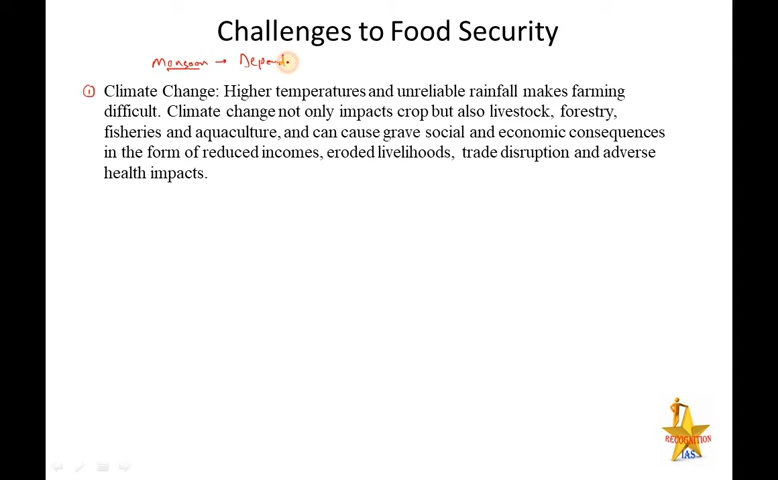 Challenges to Food Security
Monsoon → Depend
① Climate Change: Higher temperatures and unreliable rainfall makes farming
difficult. Climate change not only impacts crop but also livestock, forestry,
fisheries and aquaculture, and can cause grave social and economic consequences
in the form of reduced incomes, eroded livelihoods, trade disruption and adverse
health impacts.
RECOGNITION
IAS